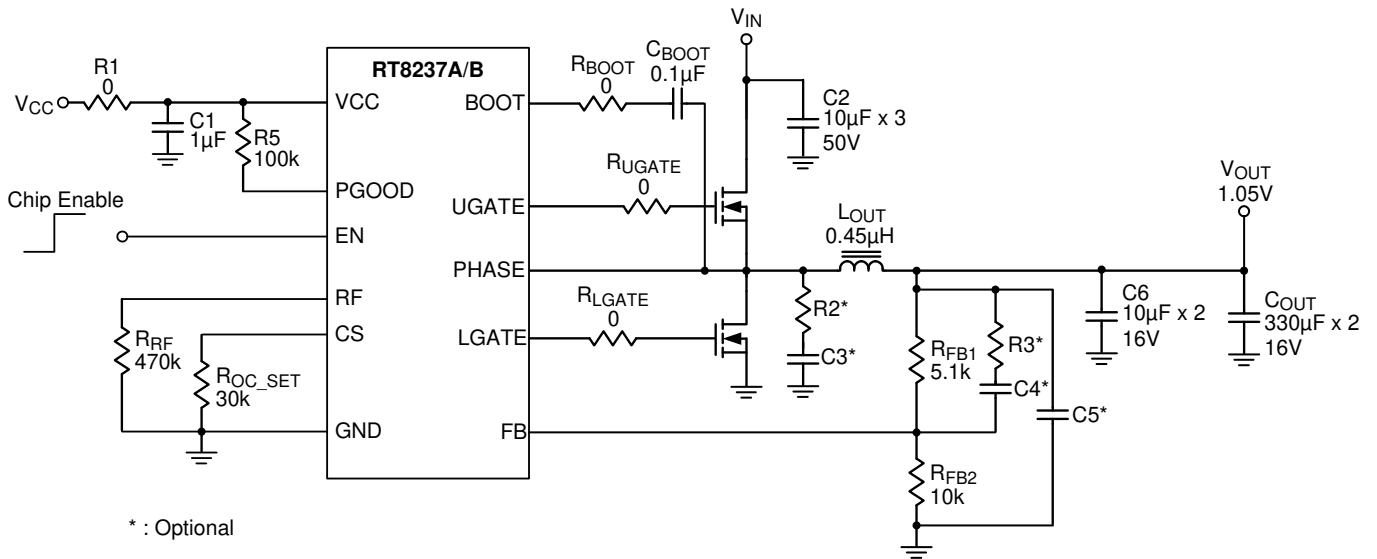 VIN
RT8237A/B
R1
0
VCC
C1
1µF
R5
100k
VCC
PGOOD
Chip Enable
EN
RF
CS
RRF
470k
ROC_SET
30k
GND
BOOT
UGATE
PHASE
LGATE
FB
RBOOT
0
CBOOT
0.1µF
RUGATE
0
RLGATE
0
C2
10µF x 3
50V
LOUT
0.45µH
R2*
C3*
RFB1
5.1k
R3*
C4*
C5*
RFB2
10k
VOUT
1.05V
C6
10µF x 2
16V
COUT
330µF x 2
16V
* : Optional